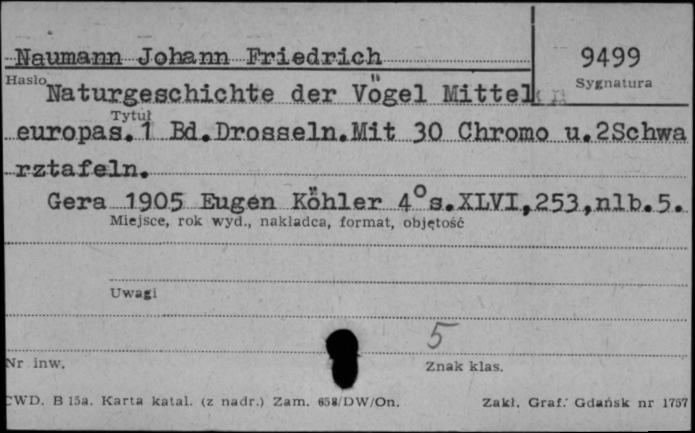 Naumann Johann Friedrich
9499
Hasło
Sygnatura
Naturgeschichte der Vögel Mittel
Tytuł
europas.1 Bd.Drosseln.Mit 30 Chromo u.2Schwa
rztafeln.
Gera 1905 Eugen Köhler 4°s.XLVI,253,nlb.5.
Miejsce, rok wyd., nakładca, format, objętość
Uwagi
5
Nr inw.
Znak klas.
CWD. B 15a. Karta katal. (z nadr.) Zam. 658/DW/On.
Zakł. Graf. Gdańsk nr 1757